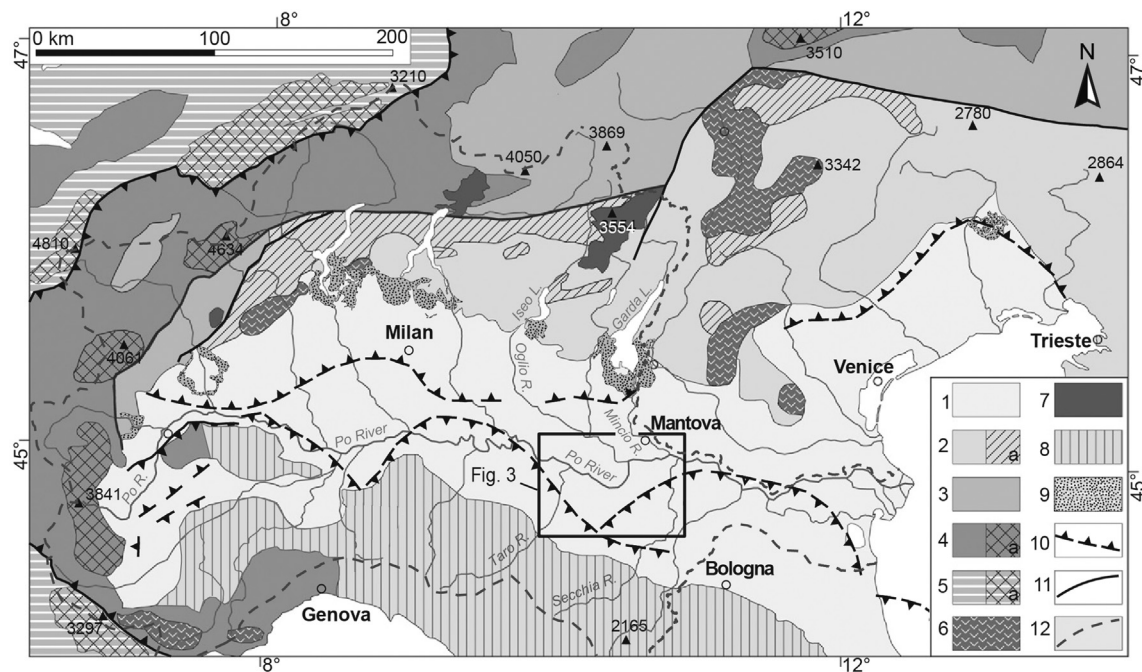 8°
12°
47°
47°
0 km
100
200
N
3510
3210
2780
3869
4050
3342
2864
3554
4810
4634
Iseo L.
Garda L.
4061
Milan
Oglio R.
Venice
Trieste
Mincio R.
Mantova
45°
Po River
Po River
Fig. 3
Po R.
3841
45°
Taro R.
Bologna
Secchia R.
Genova
3297
2165
1
2
a
3
4
a
5
a
6
7
8
9
10
11
12
8°
12°